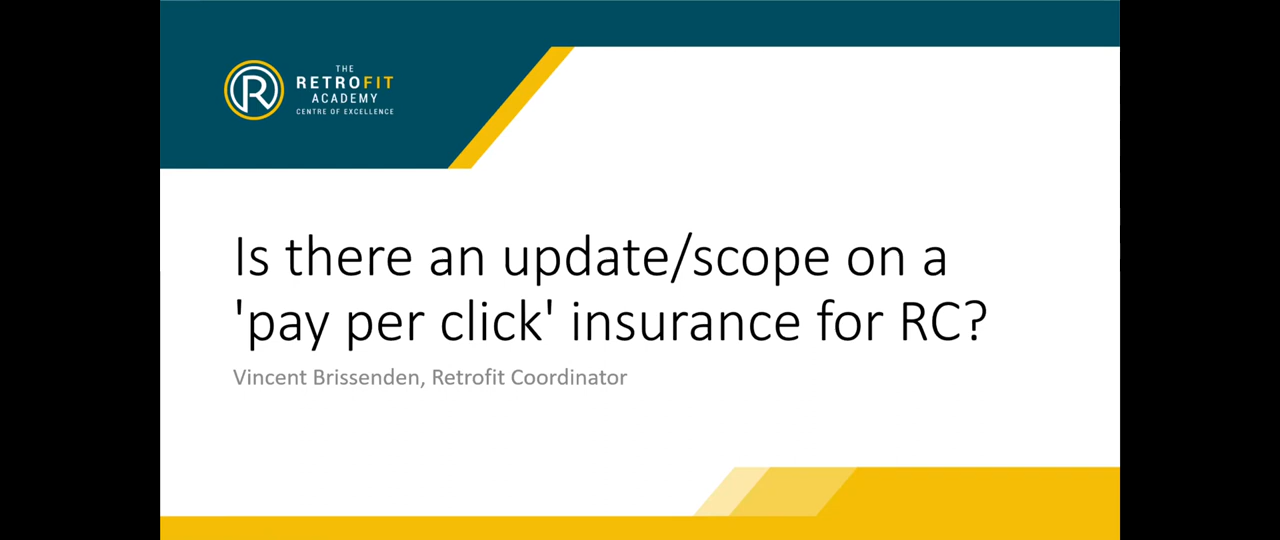 THE
RETROFIT
ACADEMY
CENTRE OF EXCELLENCE
Is there an update/scope on a
'pay per click' insurance for RC?
Vincent Brissenden, Retrofit Coordinator